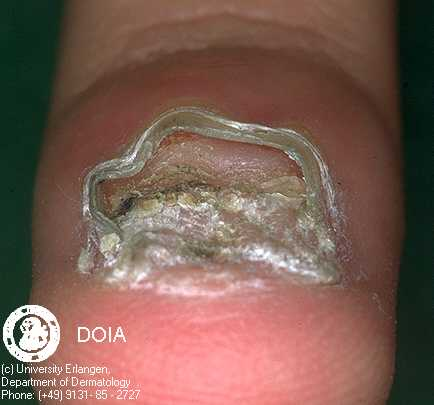 DOIA
(c) University Erlangen,
Department of Dermatology
Phone: (+49) 9131- 85 - 2727